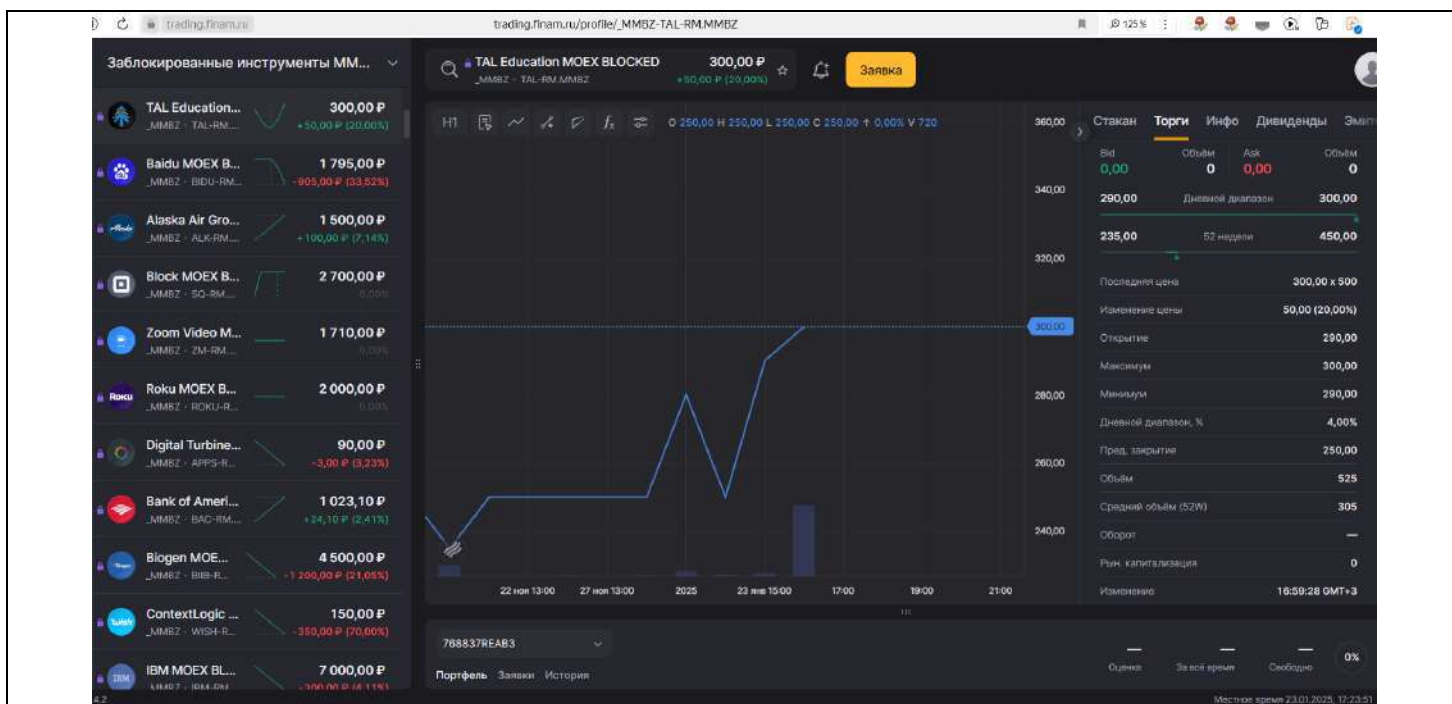 trading.finam.ru
trading.finam.ru/profile/_MMBZ-TAL-RM.MMBZ
125 %
Заблокированные инструменты ММ...
TAL Education...
300,00 ₽
_MMBZ · TAL-RM....
+50,00 ₽ (20,00%)
Baidu MOEX B...
1 795,00 ₽
_MMBZ · BIDU-RM...
-905,00 ₽ (33,52%)
Alaska Air Gro...
1 500,00 ₽
_MMBZ · ALK-RM....
+100,00 ₽ (7,14%)
Block MOEX B...
2 700,00 ₽
_MMBZ · SQ-RM....
0,00%
Zoom Video M...
1 710,00 ₽
_MMBZ · ZM-RM....
0,00%
Roku MOEX B...
2 000,00 ₽
_MMBZ · ROKU-R...
0,00%
Digital Turbine...
90,00 ₽
_MMBZ · APPS-R...
-3,00 ₽ (3,23%)
Bank of Ameri...
1 023,10 ₽
_MMBZ · BAC-RM...
+24,10 ₽ (2,41%)
Biogen MOE...
4 500,00 ₽
_MMBZ · BIIB-R...
-1 200,00 ₽ (21,05%)
ContextLogic ...
150,00 ₽
_MMBZ · WISH-R...
-350,00 ₽ (70,00%)
IBM MOEX BL...
7 000,00 ₽
_MMBZ · IBM-RM
-300,00 ₽ (4,11%)
TAL Education MOEX BLOCKED
300,00 ₽
_MMBZ · TAL-RM.MMBZ
+50,00 ₽ (20,00%)
Заявка
H1
O 250,00 H 250,00 L 250,00 C 250,00 ↑ 0,00% V 720
360,00
340,00
320,00
300,00
280,00
260,00
240,00
22 ноя 13:00 27 ноя 13:00 2025 23 янв 15:00 17:00 19:00 21:00
Стакан Торги Инфо Дивиденды Эмит
Bid Объём Ask Объём
0,00 0 0,00 0
290,00 Дневной диапазон 300,00
235,00 52 недели 450,00
Последняя цена 300,00 x 500
Изменение цены 50,00 (20,00%)
Открытие 290,00
Максимум 300,00
Минимум 290,00
Дневной диапазон, % 4,00%
Пред. закрытие 250,00
Объём 525
Средний объём (52W) 305
Оборот —
Рын. капитализация 0
Изменение 16:59:28 GMT+3
768837REAB3
Портфель Заявки История
— — —
Оценка За всё время Свободно
0%
4.2
Местное время 23.01.2025, 17:23:51